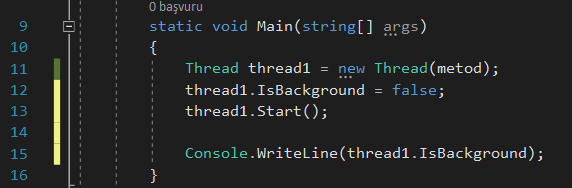 0 başvuru
9 static void Main(string[] args)
10 {
11 Thread thread1 = new Thread(metod);
12 thread1.IsBackground = false;
13 thread1.Start();
14
15 Console.WriteLine(thread1.IsBackground);
16 }